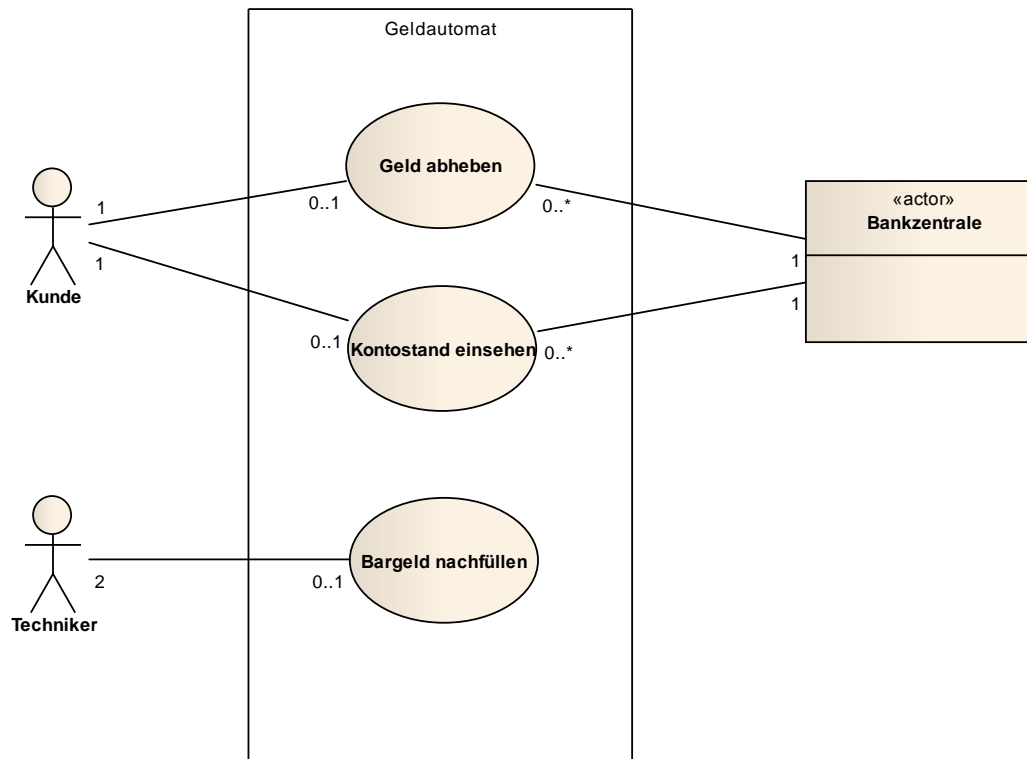 Geldautomat
Geld abheben
1
0..1
0..*
«actor»
Bankzentrale
1
1
1
Kunde
0..1
Kontostand einsehen
0..*
Bargeld nachfüllen
2
0..1
Techniker